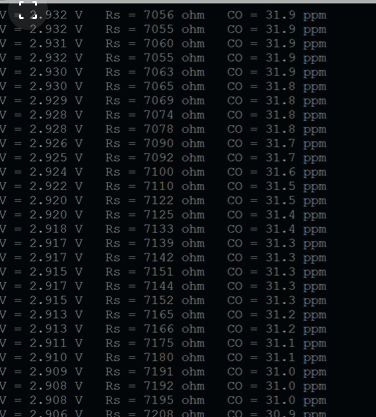 V = 2.932 V Rs = 7056 ohm CO = 31.9 ppm
V = 2.932 V Rs = 7055 ohm CO = 31.9 ppm
V = 2.931 V Rs = 7060 ohm CO = 31.9 ppm
V = 2.932 V Rs = 7055 ohm CO = 31.9 ppm
V = 2.930 V Rs = 7063 ohm CO = 31.9 ppm
V = 2.930 V Rs = 7065 ohm CO = 31.8 ppm
V = 2.929 V Rs = 7069 ohm CO = 31.8 ppm
V = 2.928 V Rs = 7074 ohm CO = 31.8 ppm
V = 2.928 V Rs = 7078 ohm CO = 31.8 ppm
V = 2.926 V Rs = 7090 ohm CO = 31.7 ppm
V = 2.925 V Rs = 7092 ohm CO = 31.7 ppm
V = 2.924 V Rs = 7100 ohm CO = 31.6 ppm
V = 2.922 V Rs = 7110 ohm CO = 31.5 ppm
V = 2.920 V Rs = 7122 ohm CO = 31.5 ppm
V = 2.920 V Rs = 7125 ohm CO = 31.4 ppm
V = 2.918 V Rs = 7133 ohm CO = 31.4 ppm
V = 2.917 V Rs = 7139 ohm CO = 31.3 ppm
V = 2.917 V Rs = 7142 ohm CO = 31.3 ppm
V = 2.915 V Rs = 7151 ohm CO = 31.3 ppm
V = 2.917 V Rs = 7144 ohm CO = 31.3 ppm
V = 2.915 V Rs = 7152 ohm CO = 31.3 ppm
V = 2.913 V Rs = 7165 ohm CO = 31.2 ppm
V = 2.913 V Rs = 7166 ohm CO = 31.2 ppm
V = 2.911 V Rs = 7175 ohm CO = 31.1 ppm
V = 2.910 V Rs = 7180 ohm CO = 31.1 ppm
V = 2.909 V Rs = 7191 ohm CO = 31.0 ppm
V = 2.908 V Rs = 7192 ohm CO = 31.0 ppm
V = 2.908 V Rs = 7195 ohm CO = 31.0 ppm
V = 2.906 V Rs = 7208 ohm CO = 30.9 ppm